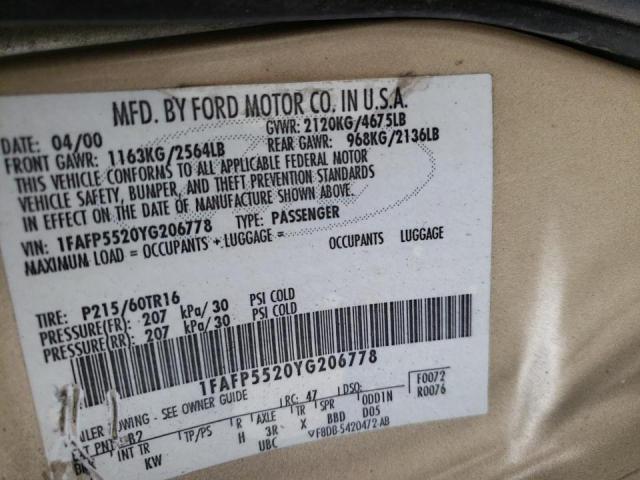 MFD. BY FORD MOTOR CO. IN U.S.A.
DATE: 04/00 GVWR: 2120KG/4675LB
FRONT GAWR: 1163KG/2564LB REAR GAWR: 968KG/2136LB
THIS VEHICLE CONFORMS TO ALL APPLICABLE FEDERAL MOTOR
VEHICLE SAFETY, BUMPER, AND THEFT PREVENTION STANDARDS
IN EFFECT ON THE DATE OF MANUFACTURE SHOWN ABOVE.
VIN: 1FAFP5520YG206778 TYPE: PASSENGER
MAXIMUM LOAD = OCCUPANTS + LUGGAGE = OCCUPANTS LUGGAGE
TIRE: P215/60TR16
PRESSURE(FR): 207 kPa/ 30 PSI COLD
PRESSURE(RR): 207 kPa/ 30 PSI COLD
1FAFP5520YG206778
TOWING - SEE OWNER GUIDE RC: 47 DSO: F0072
EXT PNT: B2 R AXLE TR SPR ODD1N R0076
INT TR TP/PS H 3R X BBD D05
KW UBC VF8DB-5420472 AB